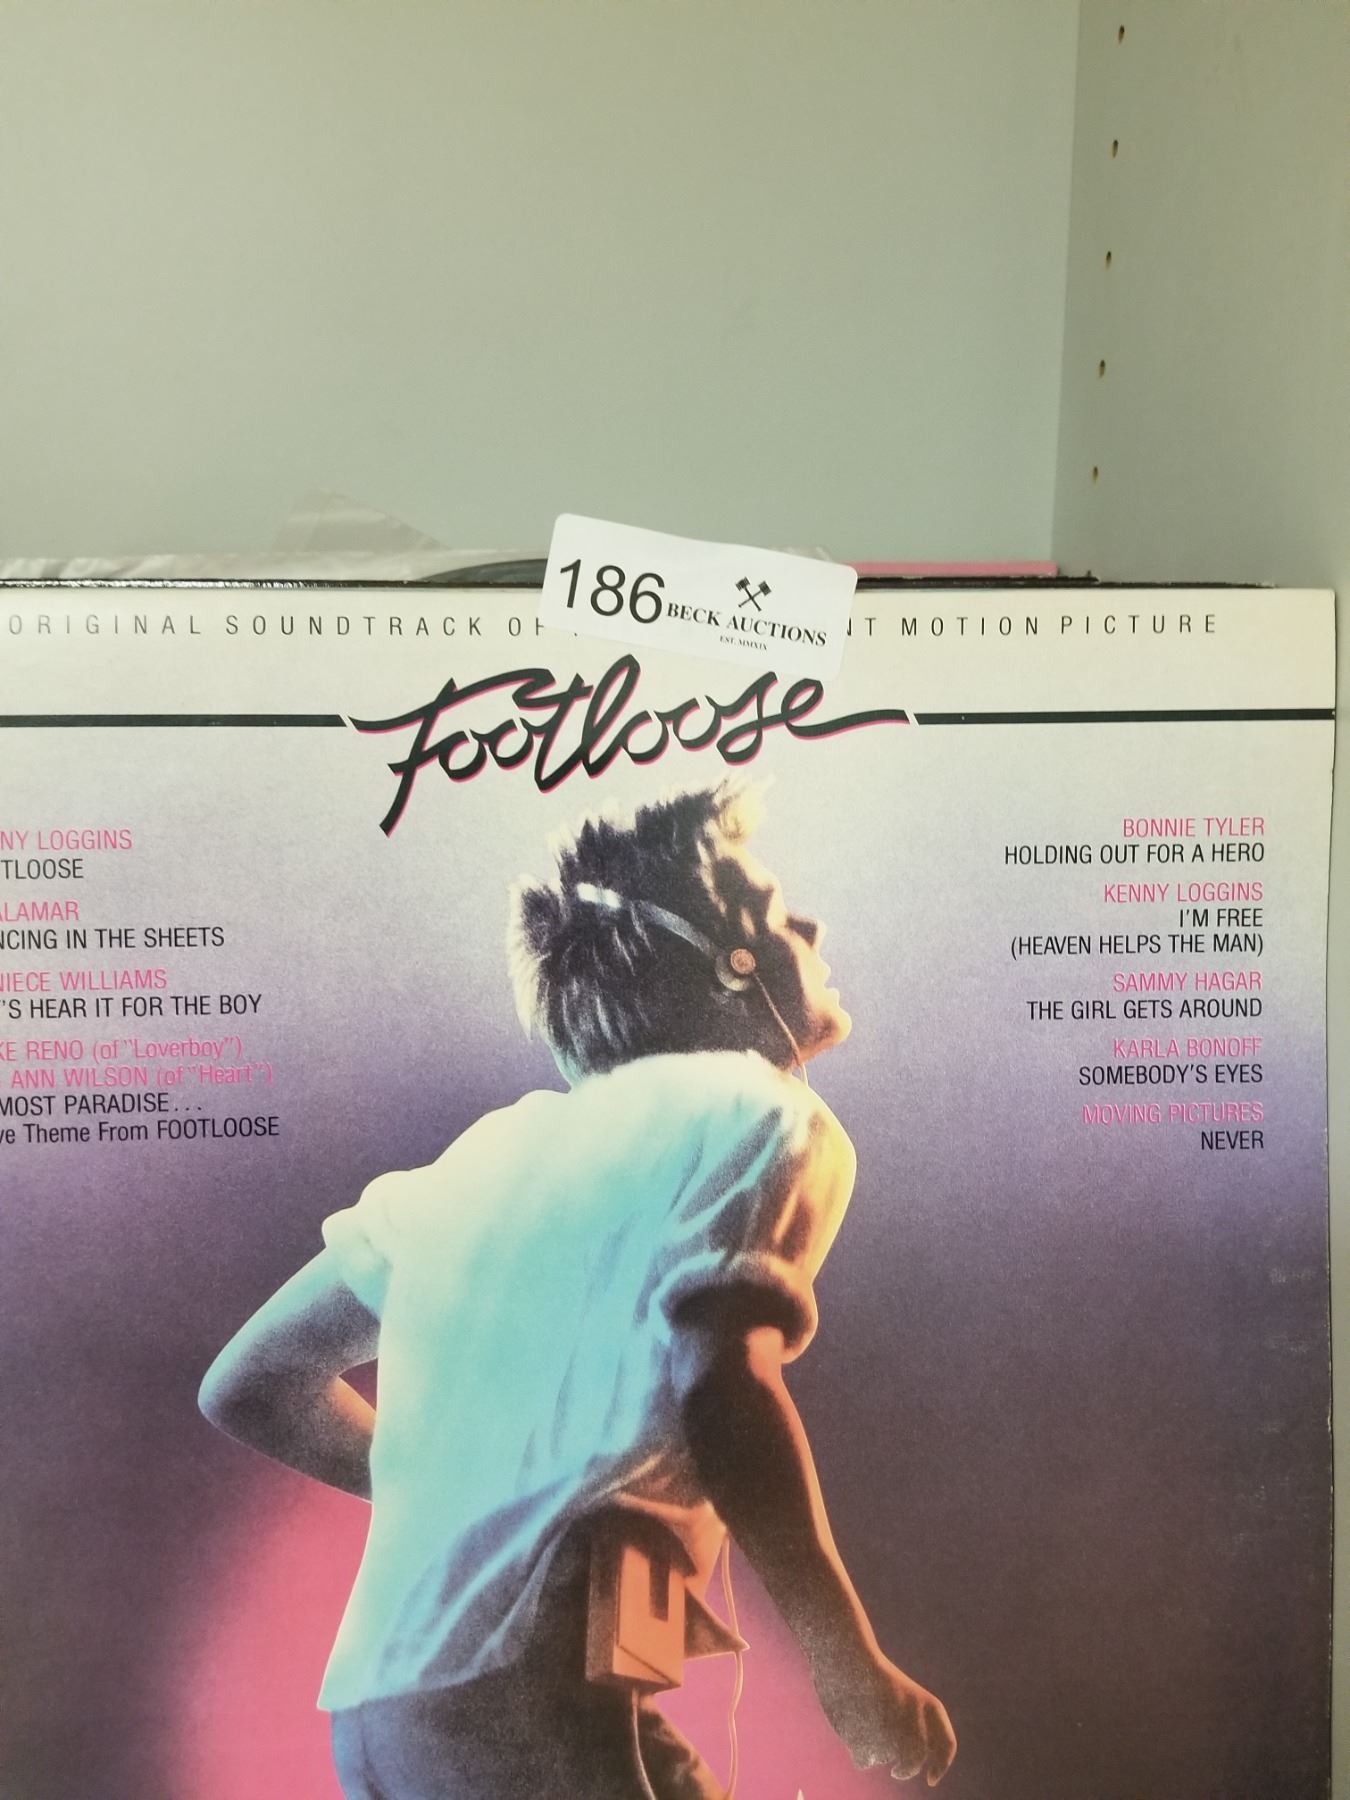 186
BECK AUCTIONS
EST. MMXIX
ORIGINAL SOUNDTRACK OF NT MOTION PICTURE
Footloose
NY LOGGINS
TLOOSE
ALAMAR
NCING IN THE SHEETS
NIECE WILLIAMS
'S HEAR IT FOR THE BOY
KE RENO (of "Loverboy")
ANN WILSON (of "Heart")
MOST PARADISE...
ve Theme From FOOTLOOSE
BONNIE TYLER
HOLDING OUT FOR A HERO
KENNY LOGGINS
I'M FREE
(HEAVEN HELPS THE MAN)
SAMMY HAGAR
THE GIRL GETS AROUND
KARLA BONOFF
SOMEBODY'S EYES
MOVING PICTURES
NEVER